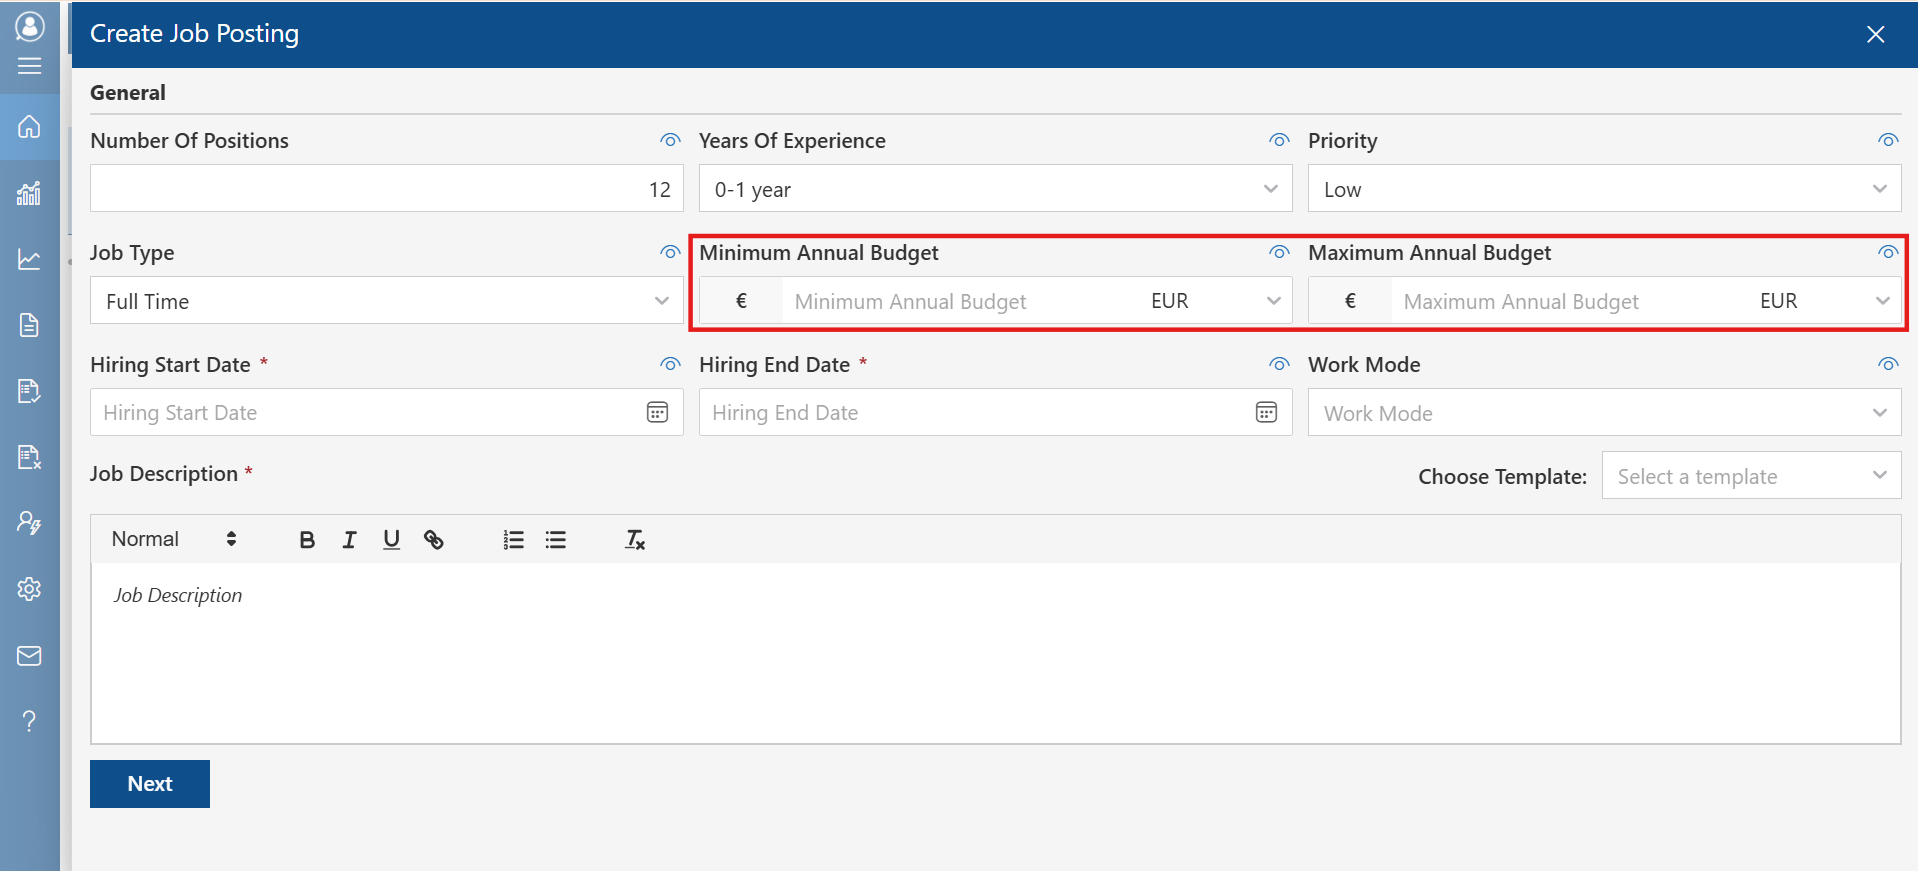 Create Job Posting
General
Number Of Positions
Years Of Experience
Priority
12
0-1 year
Low
Job Type
Minimum Annual Budget
Maximum Annual Budget
Full Time
€ Minimum Annual Budget EUR
€ Maximum Annual Budget EUR
Hiring Start Date *
Hiring End Date *
Work Mode
Hiring Start Date
Hiring End Date
Work Mode
Job Description *
Choose Template: Select a template
Normal B I U
Job Description
Next